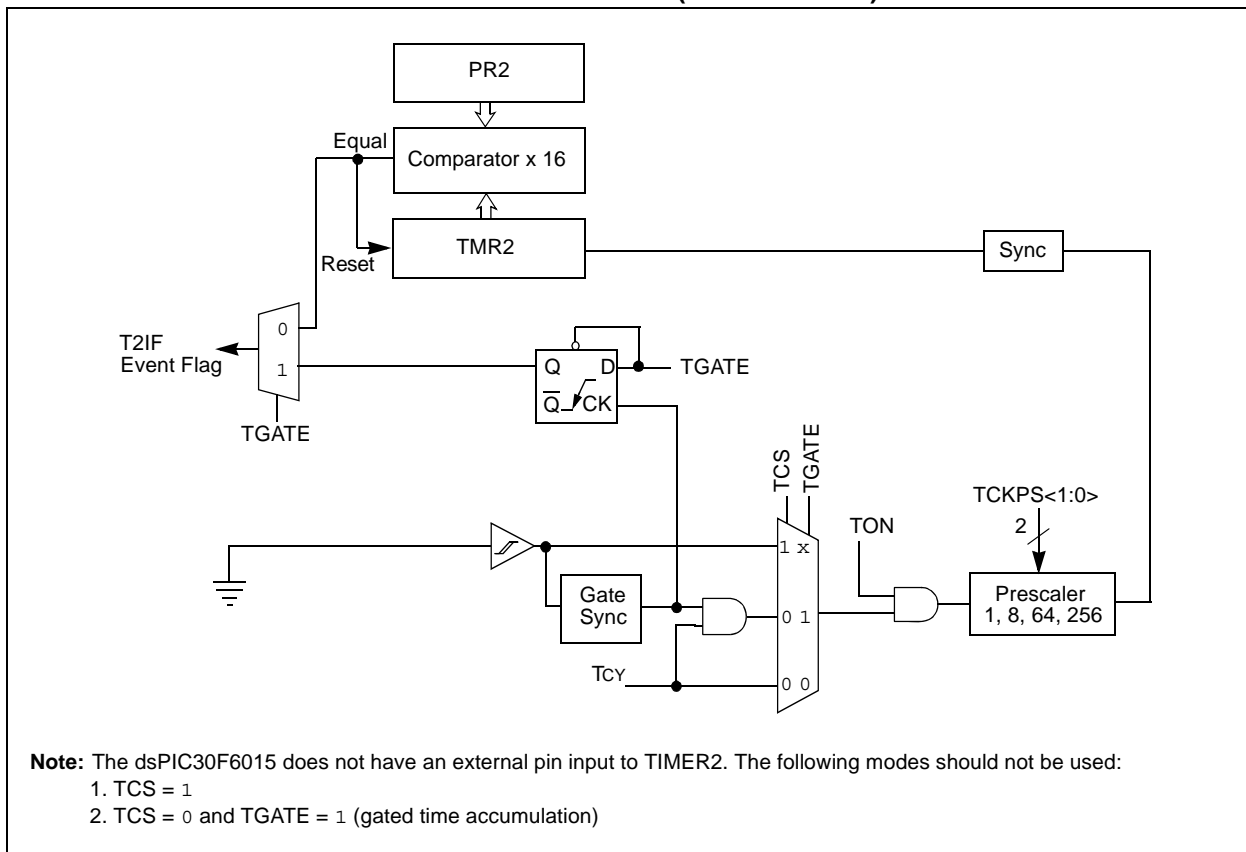 PR2
Equal
Comparator x 16
TMR2
Reset
Sync
0
1
T2IF
Event Flag
TGATE
Q
D
Q̅
CK
TGATE
TCS
TGATE
TCKPS<1:0>
2
TON
1 x
Gate
Sync
0 1
Prescaler
1, 8, 64, 256
TCY
0 0
Note: The dsPIC30F6015 does not have an external pin input to TIMER2. The following modes should not be used:
1. TCS = 1
2. TCS = 0 and TGATE = 1 (gated time accumulation)